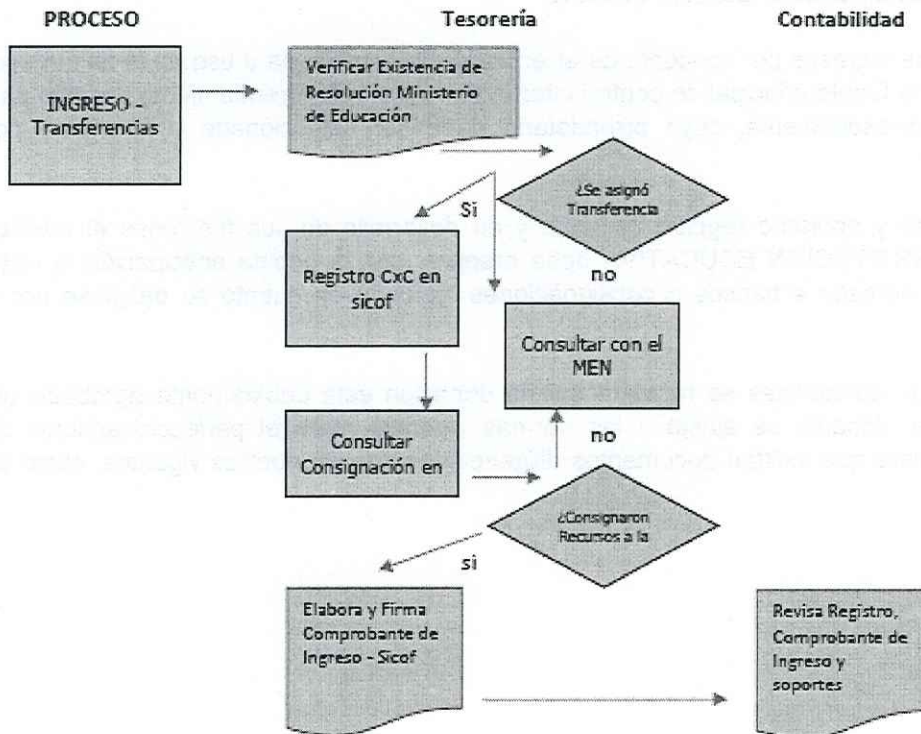 PROCESO
Tesorería
Contabilidad
INGRESO -
Transferencias
Verificar Existencia de
Resolución Ministerio
de Educación
¿Se asignó
Transferencia
Si
no
Registro CxC en
sicof
Consultar con el
MEN
Consultar
Consignación en
no
¿Consignaron
Recursos a la
si
Elabora y Firma
Comprobante de
Ingreso - Sicof
Revisa Registro,
Comprobante de
Ingreso y
soportes